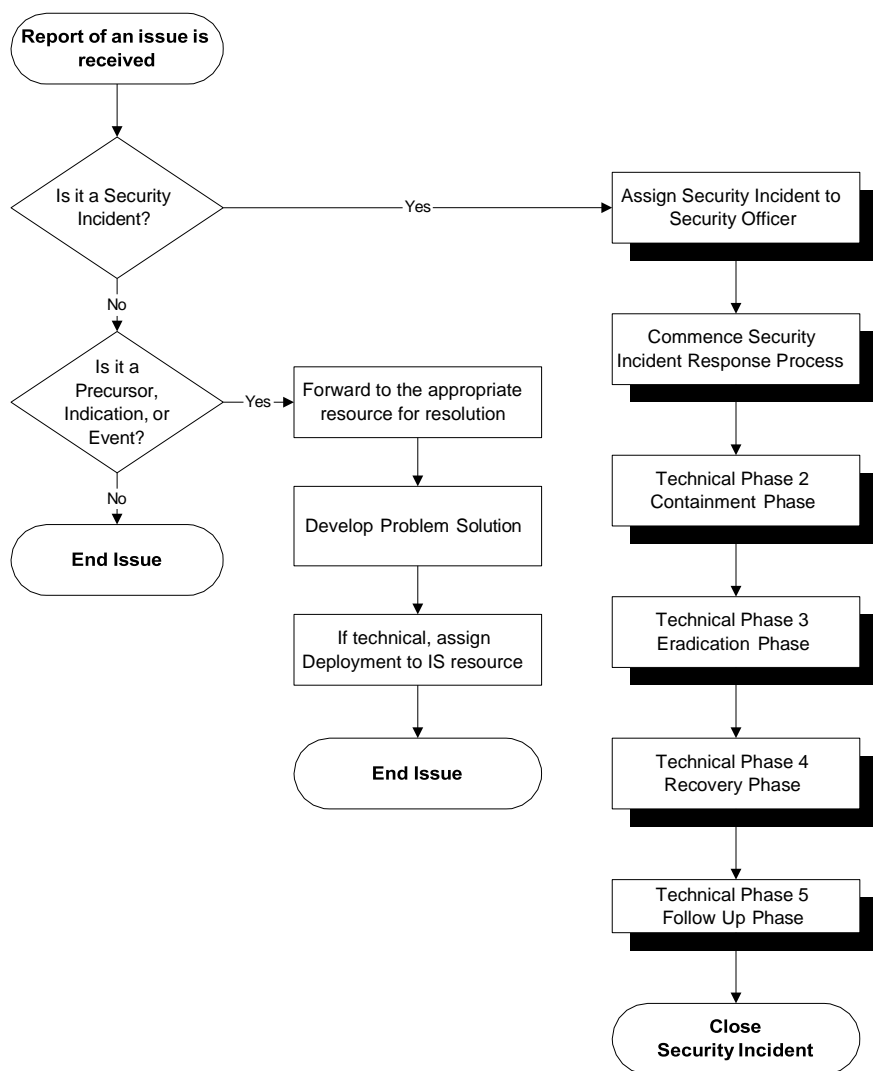 Report of an issue is
received
Is it a Security
Incident?
Yes
Assign Security Incident to
Security Officer
No
Commence Security
Incident Response Process
Is it a
Precursor,
Indication, or
Event?
Yes
Forward to the appropriate
resource for resolution
No
End Issue
Develop Problem Solution
If technical, assign
Deployment to IS resource
End Issue
Technical Phase 2
Containment Phase
Technical Phase 3
Eradication Phase
Technical Phase 4
Recovery Phase
Technical Phase 5
Follow Up Phase
Close
Security Incident